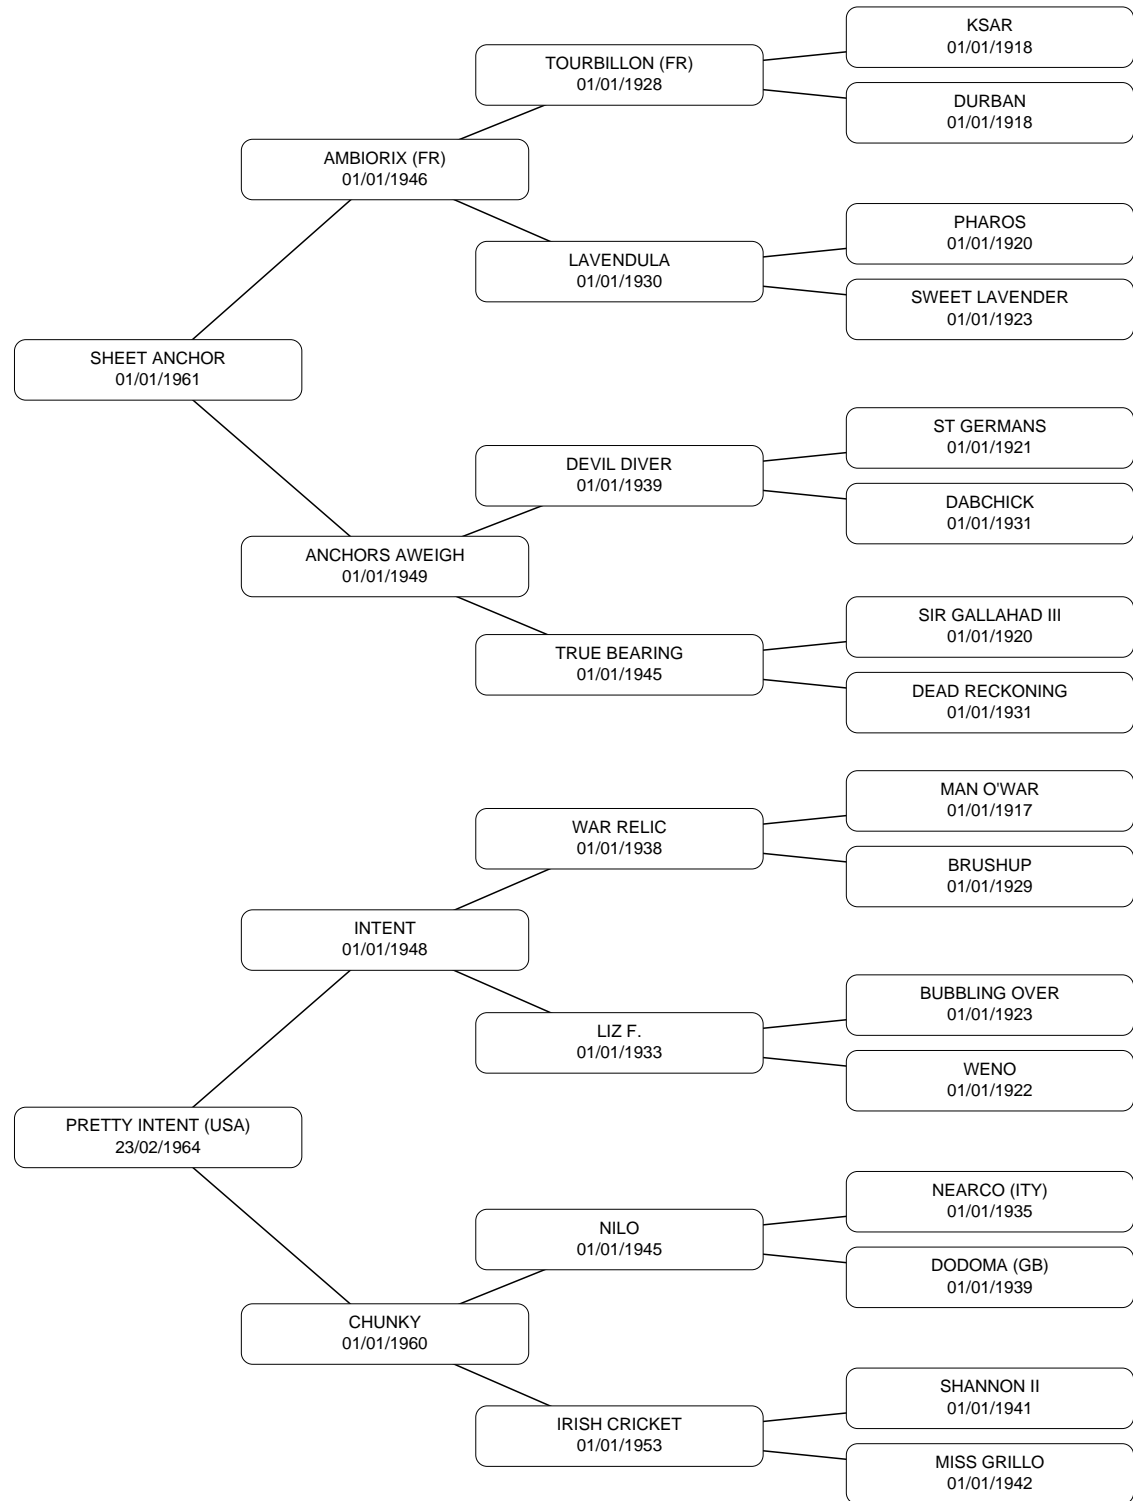 KSAR
01/01/1918
TOURBILLON (FR)
01/01/1928
DURBAN
01/01/1918
AMBIORIX (FR)
01/01/1946
PHAROS
01/01/1920
LAVENDULA
01/01/1930
SWEET LAVENDER
01/01/1923
SHEET ANCHOR
01/01/1961
ST GERMANS
01/01/1921
DEVIL DIVER
01/01/1939
DABCHICK
01/01/1931
ANCHORS AWEIGH
01/01/1949
SIR GALLAHAD III
01/01/1920
TRUE BEARING
01/01/1945
DEAD RECKONING
01/01/1931
MAN O'WAR
01/01/1917
WAR RELIC
01/01/1938
BRUSHUP
01/01/1929
INTENT
01/01/1948
BUBBLING OVER
01/01/1923
LIZ F.
01/01/1933
WENO
01/01/1922
PRETTY INTENT (USA)
23/02/1964
NEARCO (ITY)
01/01/1935
NILO
01/01/1945
DODOMA (GB)
01/01/1939
CHUNKY
01/01/1960
SHANNON II
01/01/1941
IRISH CRICKET
01/01/1953
MISS GRILLO
01/01/1942